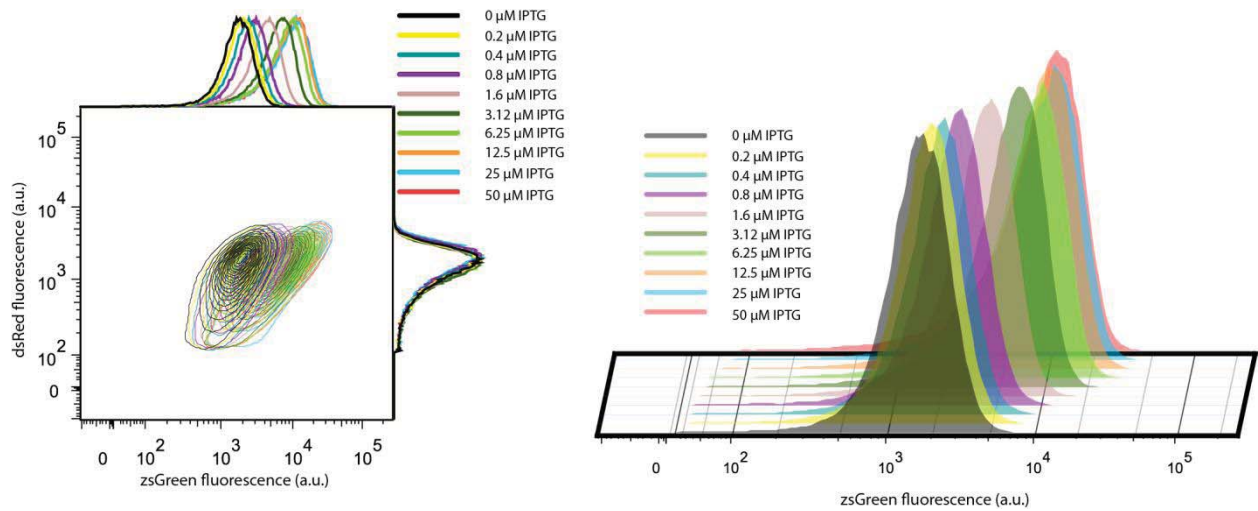 0 µM IPTG
0.2 µM IPTG
0.4 µM IPTG
0.8 µM IPTG
1.6 µM IPTG
3.12 µM IPTG
6.25 µM IPTG
12.5 µM IPTG
25 µM IPTG
50 µM IPTG
dsRed fluorescence (a.u.)
10^5
10^4
10^3
10^2
0
0 10^2 10^3 10^4 10^5
zsGreen fluorescence (a.u.)
0 µM IPTG
0.2 µM IPTG
0.4 µM IPTG
0.8 µM IPTG
1.6 µM IPTG
3.12 µM IPTG
6.25 µM IPTG
12.5 µM IPTG
25 µM IPTG
50 µM IPTG
0 10^2 10^3 10^4 10^5
zsGreen fluorescence (a.u.)